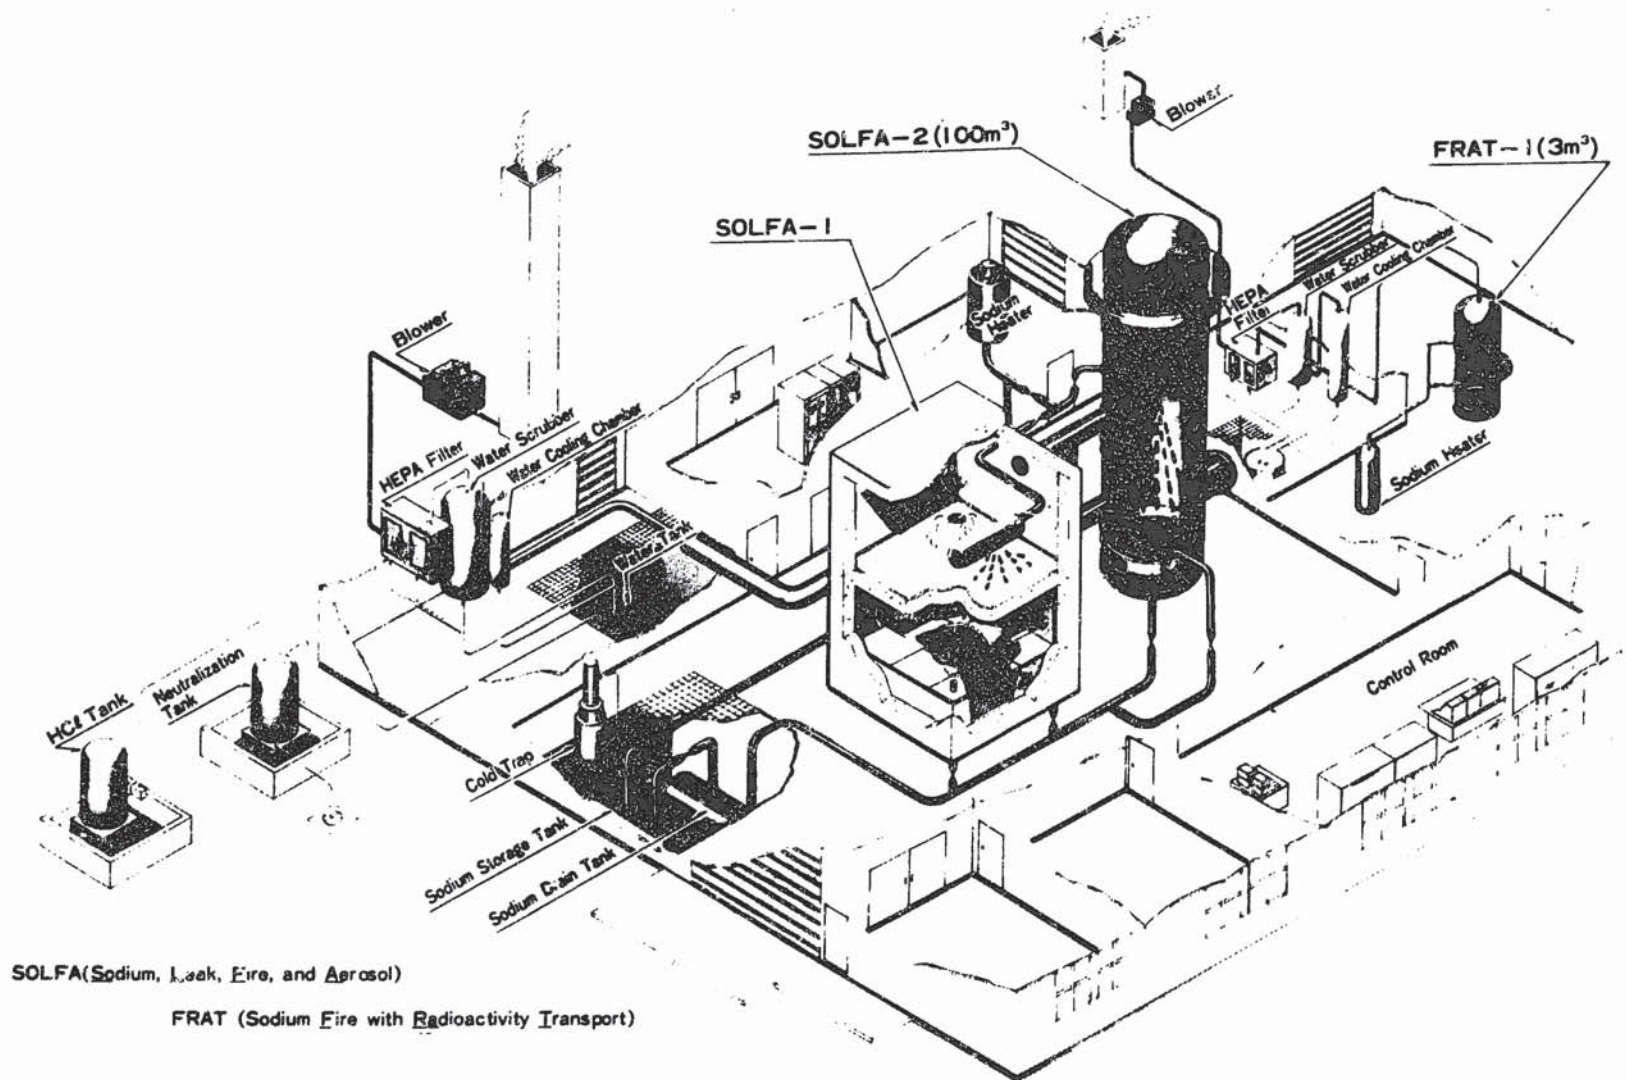 Blower
SOLFA-2(100m³)
FRAT-1(3m³)
SOLFA-1
Sodium
Heater
HEPA
Filter
Water Scrubber
Water Cooling Chamber
Blower
HEPA Filter
Water Scrubber
Water Cooling Chamber
Sodium Heater
Water Tank
HCℓ Tank
Neutralization
Tank
Cold Trap
Control Room
Sodium Storage Tank
Sodium Drain Tank
SOLFA(Sodium, Leak, Fire, and Aerosol)
FRAT (Sodium Fire with Radioactivity Transport)